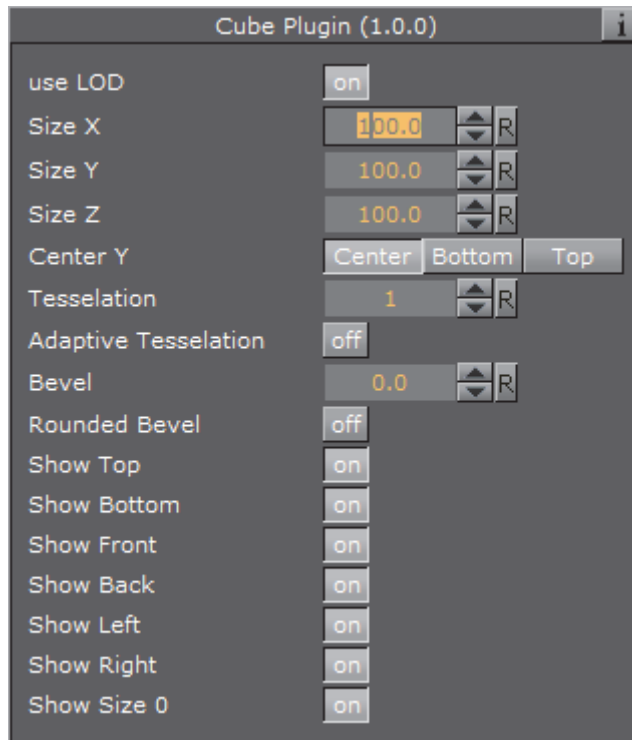 Cube Plugin (1.0.0) i
use LOD on
Size X 100.0 R
Size Y 100.0 R
Size Z 100.0 R
Center Y Center Bottom Top
Tesselation 1 R
Adaptive Tesselation off
Bevel 0.0 R
Rounded Bevel off
Show Top on
Show Bottom on
Show Front on
Show Back on
Show Left on
Show Right on
Show Size 0 on